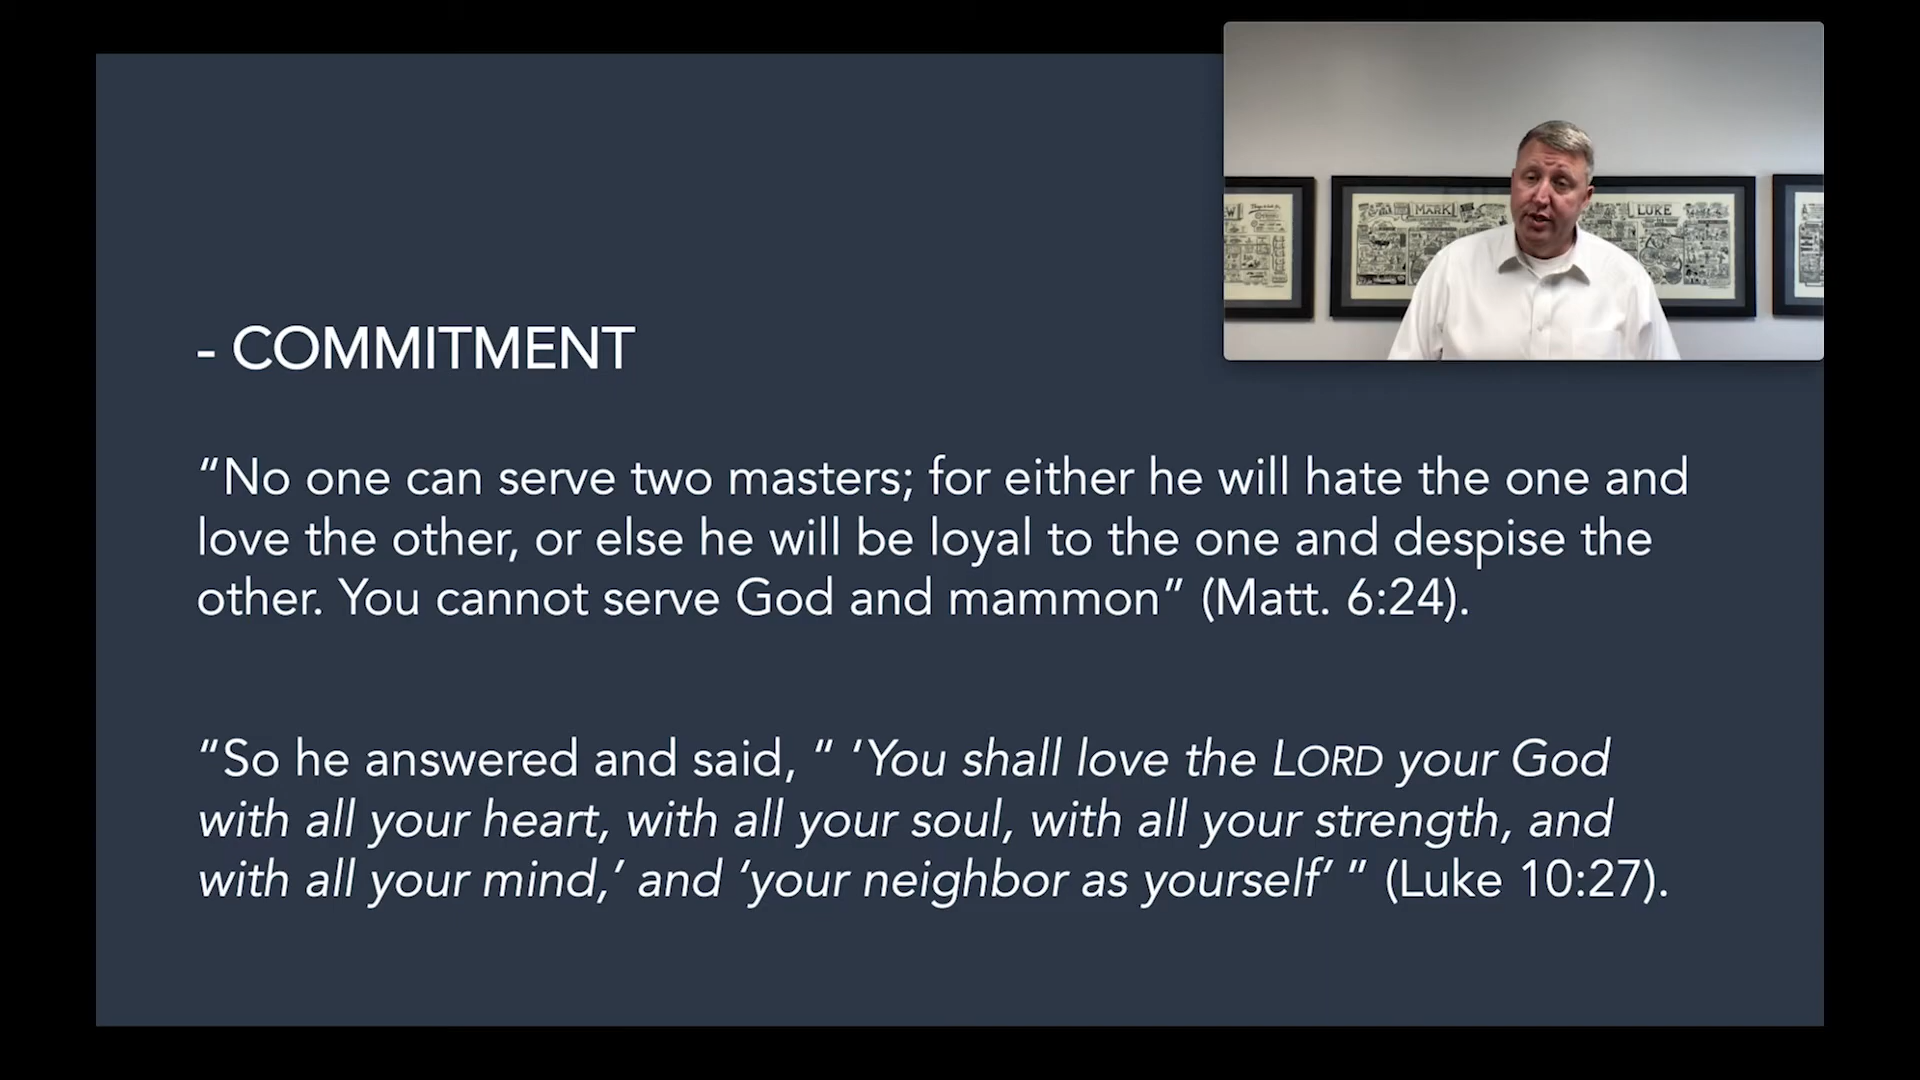 MARK
LUKE
- COMMITMENT
“No one can serve two masters; for either he will hate the one and
love the other, or else he will be loyal to the one and despise the
other. You cannot serve God and mammon” (Matt. 6:24).
“So he answered and said, “ ‘You shall love the LORD your God
with all your heart, with all your soul, with all your strength, and
with all your mind,’ and ‘your neighbor as yourself’ ” (Luke 10:27).